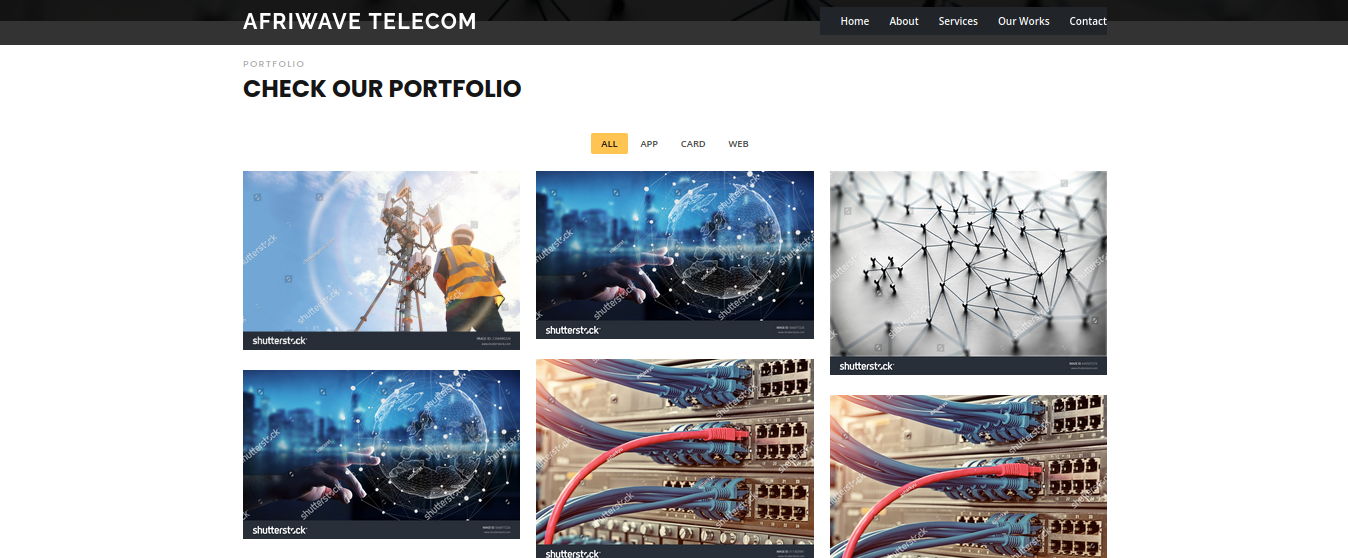 AFRIWAVE TELECOM
Home About Services Our Works Contact
PORTFOLIO
CHECK OUR PORTFOLIO
ALL APP CARD WEB
shutterstock
shutterstock
shutterstock
shutterstock
shutterstock